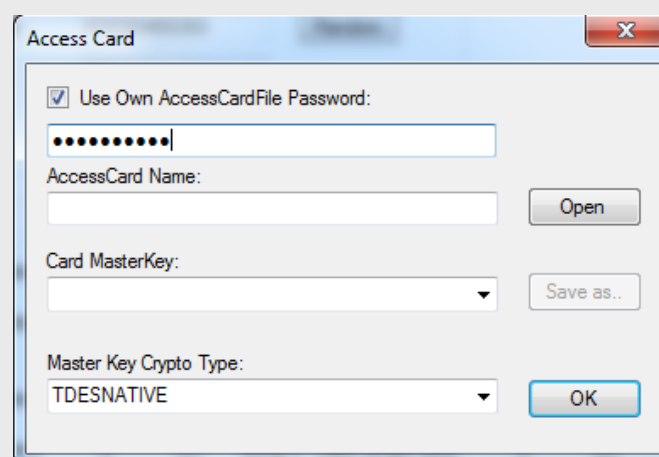 Access Card
Use Own AccessCardFile Password:
••••••••••
AccessCard Name:
Open
Card MasterKey:
Save as..
Master Key Crypto Type:
TDESNATIVE
OK